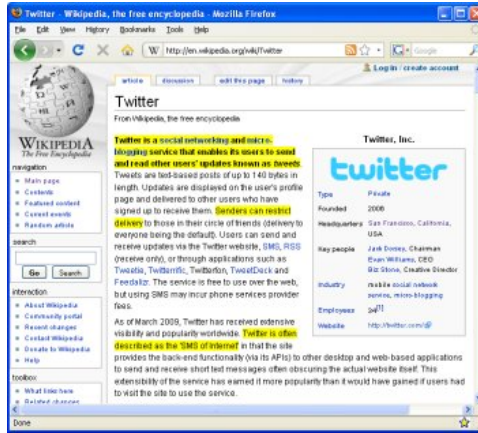 Twitter - Wikipedia, the free encyclopedia - Mozilla Firefox
File Edit View History Bookmarks Tools Help
http://en.wikipedia.org/wiki/Twitter
Google
Log in / create account
article discussion edit this page history
WIKIPEDIA
The Free Encyclopedia
navigation
Main page
Contents
Featured content
Current events
Random article
search
Go Search
interaction
About Wikipedia
Community portal
Recent changes
Contact Wikipedia
Donate to Wikipedia
Help
toolbox
What links here
Related changes
Twitter
From Wikipedia, the free encyclopedia
Twitter is a social networking and micro-
blogging service that enables its users to send
and read other users' updates known as tweets.
Tweets are text-based posts of up to 140 bytes in
length. Updates are displayed on the user's profile
page and delivered to other users who have
signed up to receive them. Senders can restrict
delivery to those in their circle of friends (delivery to
everyone being the default). Users can send and
receive updates via the Twitter website, SMS, RSS
(receive only), or through applications such as
Tweetie, Twitterrific, Twitterfon, TweetDeck and
Feedalizr. The service is free to use over the web,
but using SMS may incur phone services provider
fees.
As of March 2009, Twitter has received extensive
visibility and popularity worldwide. Twitter is often
described as the 'SMS of Internet' in that the site
provides the back-end functionality (via its APIs) to other desktop and web-based applications
to send and receive short text messages often obscuring the actual website itself. This
extensibility of the service has earned it more popularity than it would have gained if users had
to visit the site to use the service.
Twitter, Inc.
twitter
Type Private
Founded 2006
Headquarters San Francisco, California,
USA
Key people Jack Dorsey, Chairman
Evan Williams, CEO
Biz Stone, Creative Director
Industry mobile social network
service, micro-blogging
Employees 34[1]
Website http://twitter.com/
Done